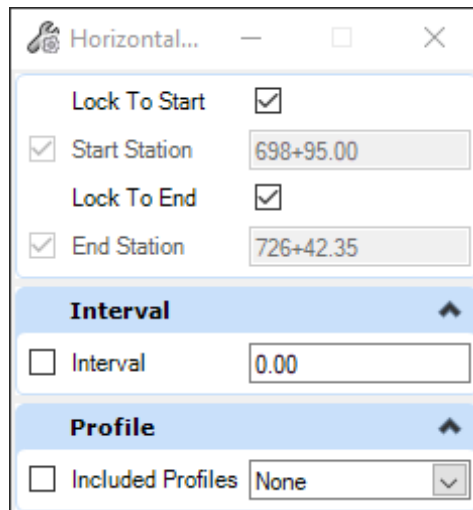 Horizontal...
Lock To Start
Start Station 698+95.00
Lock To End
End Station 726+42.35
Interval
Interval 0.00
Profile
Included Profiles None